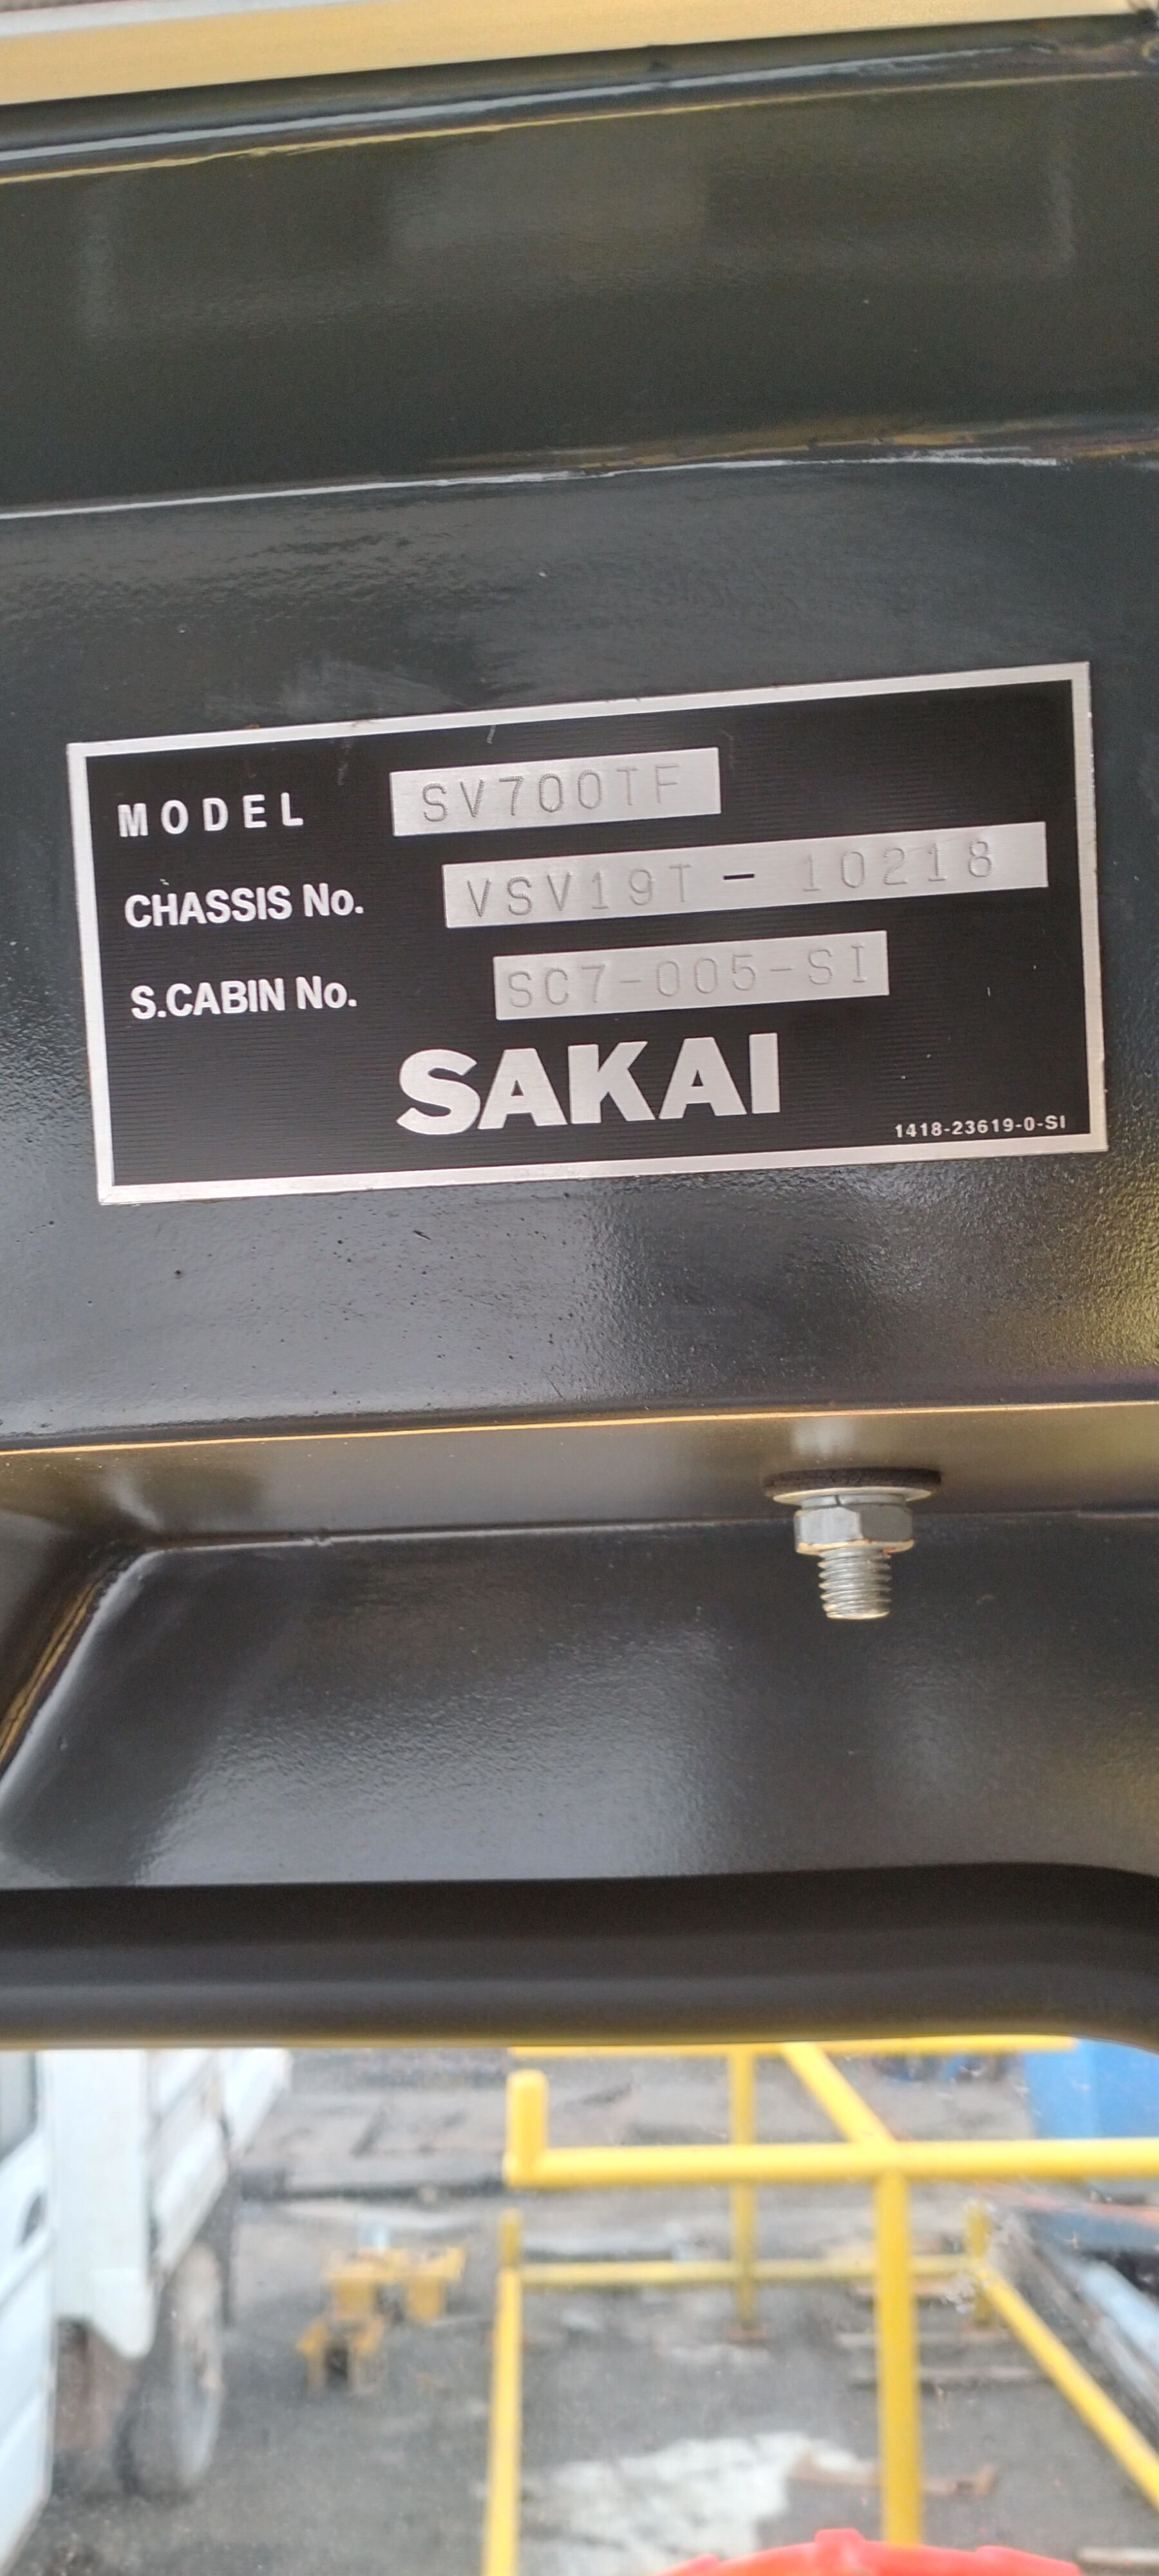 MODEL SV700TF
CHASSIS No. VSV19T - 10218
S.CABIN No. SC7-005-SI
SAKAI
1418-23619-0-SI